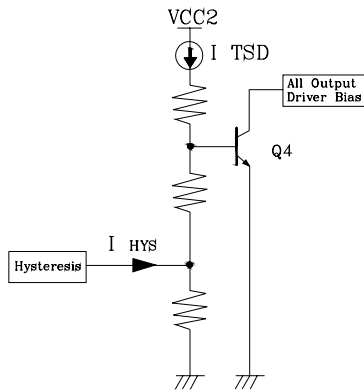 VCC2
I TSD
All Output
Driver Bias
Q4
I HYS
Hysteresis